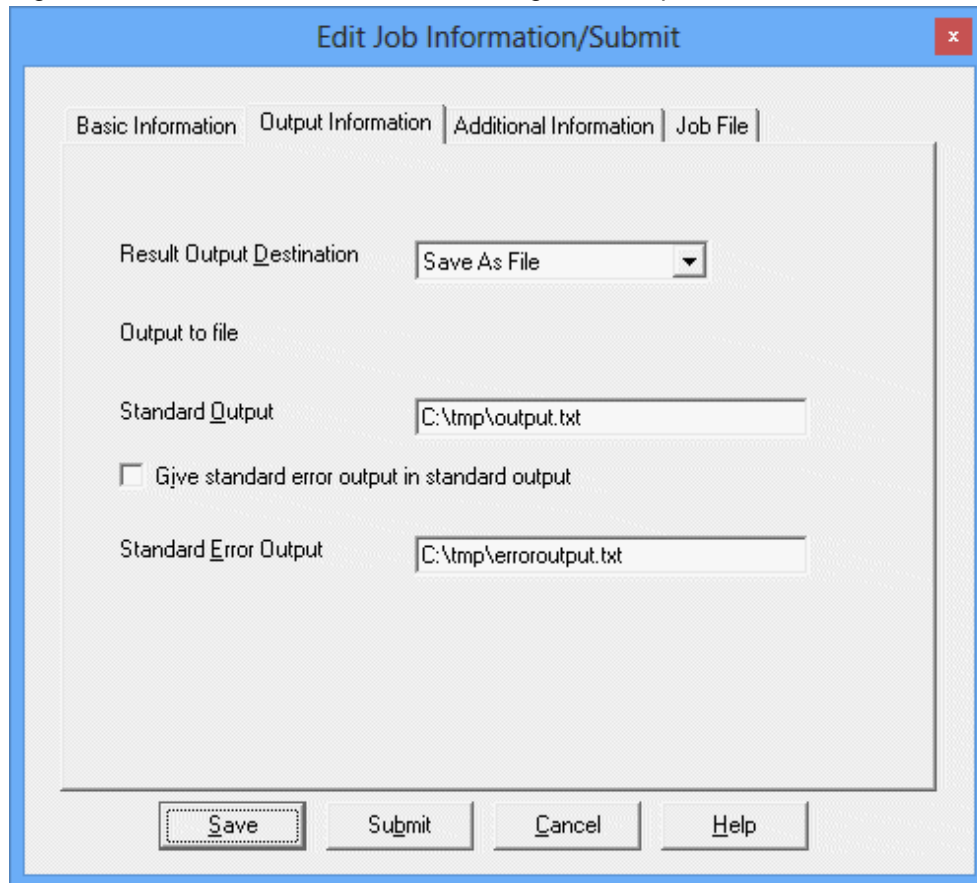 Edit Job Information/Submit
x
Basic Information Output Information Additional Information Job File
Result Output Destination Save As File
Output to file
Standard Output C:\tmp\output.txt
Give standard error output in standard output
Standard Error Output C:\tmp\erroroutput.txt
Save Submit Cancel Help